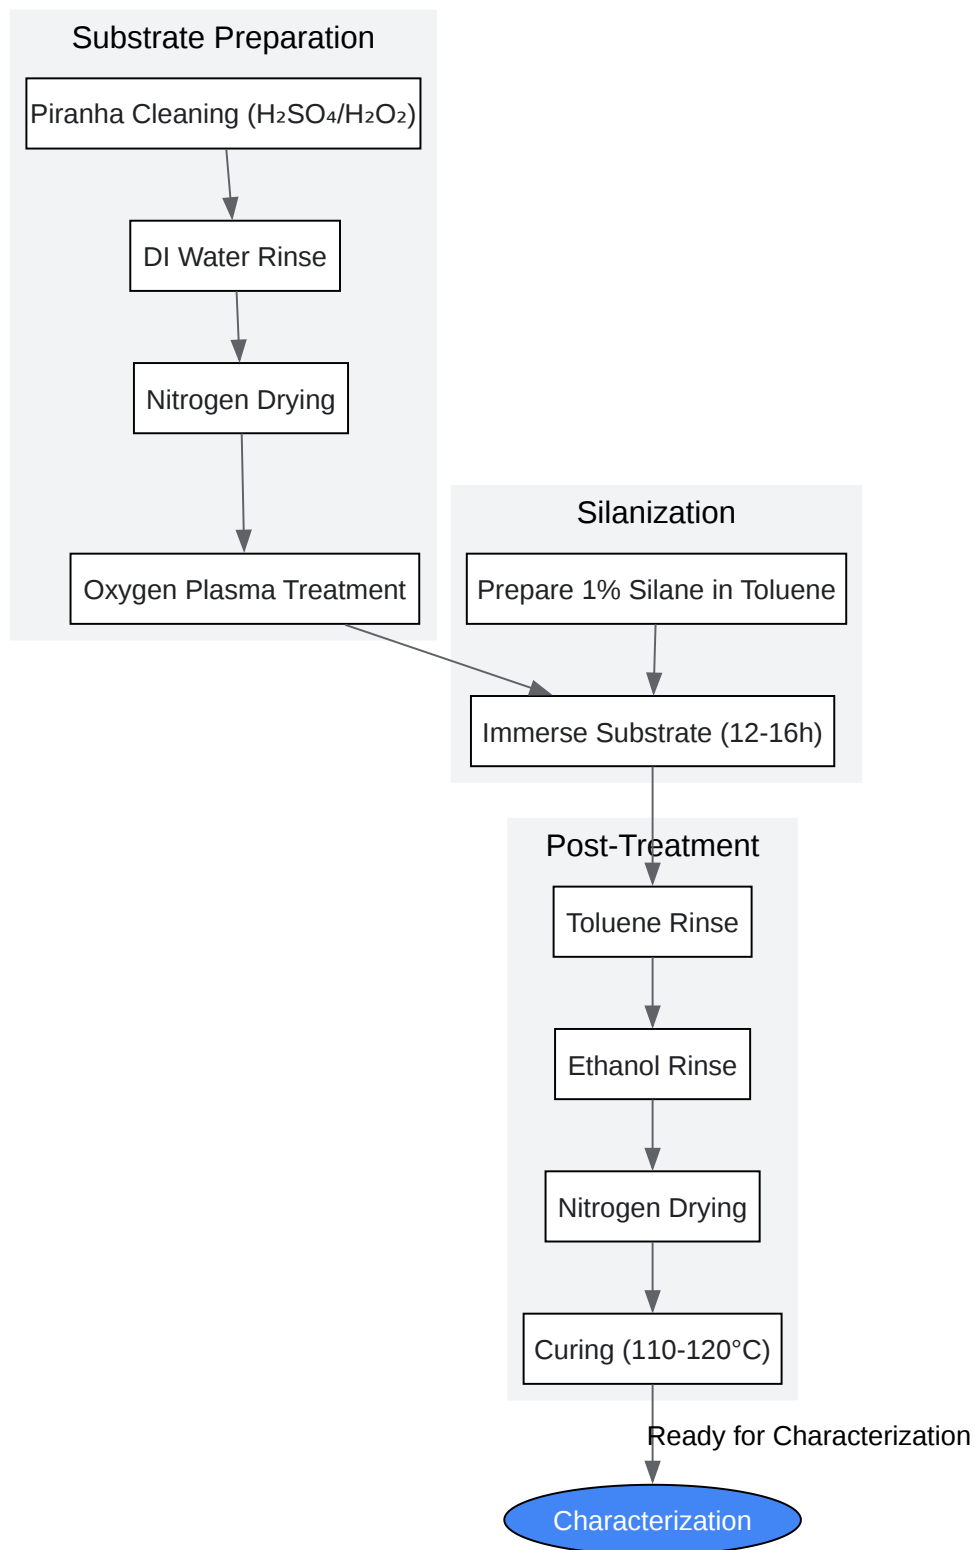 Substrate Preparation
Piranha Cleaning (H₂SO₄/H₂O₂)
DI Water Rinse
Nitrogen Drying
Oxygen Plasma Treatment
Silanization
Prepare 1% Silane in Toluene
Immerse Substrate (12-16h)
Post-Treatment
Toluene Rinse
Ethanol Rinse
Nitrogen Drying
Curing (110-120°C)
Ready for Characterization
Characterization